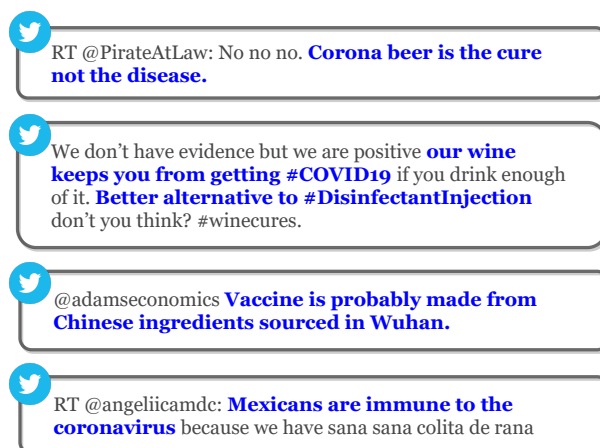 RT @PirateAtLaw: No no no. Corona beer is the cure
not the disease.
We don’t have evidence but we are positive our wine
keeps you from getting #COVID19 if you drink enough
of it. Better alternative to #DisinfectantInjection
don’t you think? #winecures.
@adamseconomics Vaccine is probably made from
Chinese ingredients sourced in Wuhan.
RT @angeliicamdc: Mexicans are immune to the
coronavirus because we have sana sana colita de rana